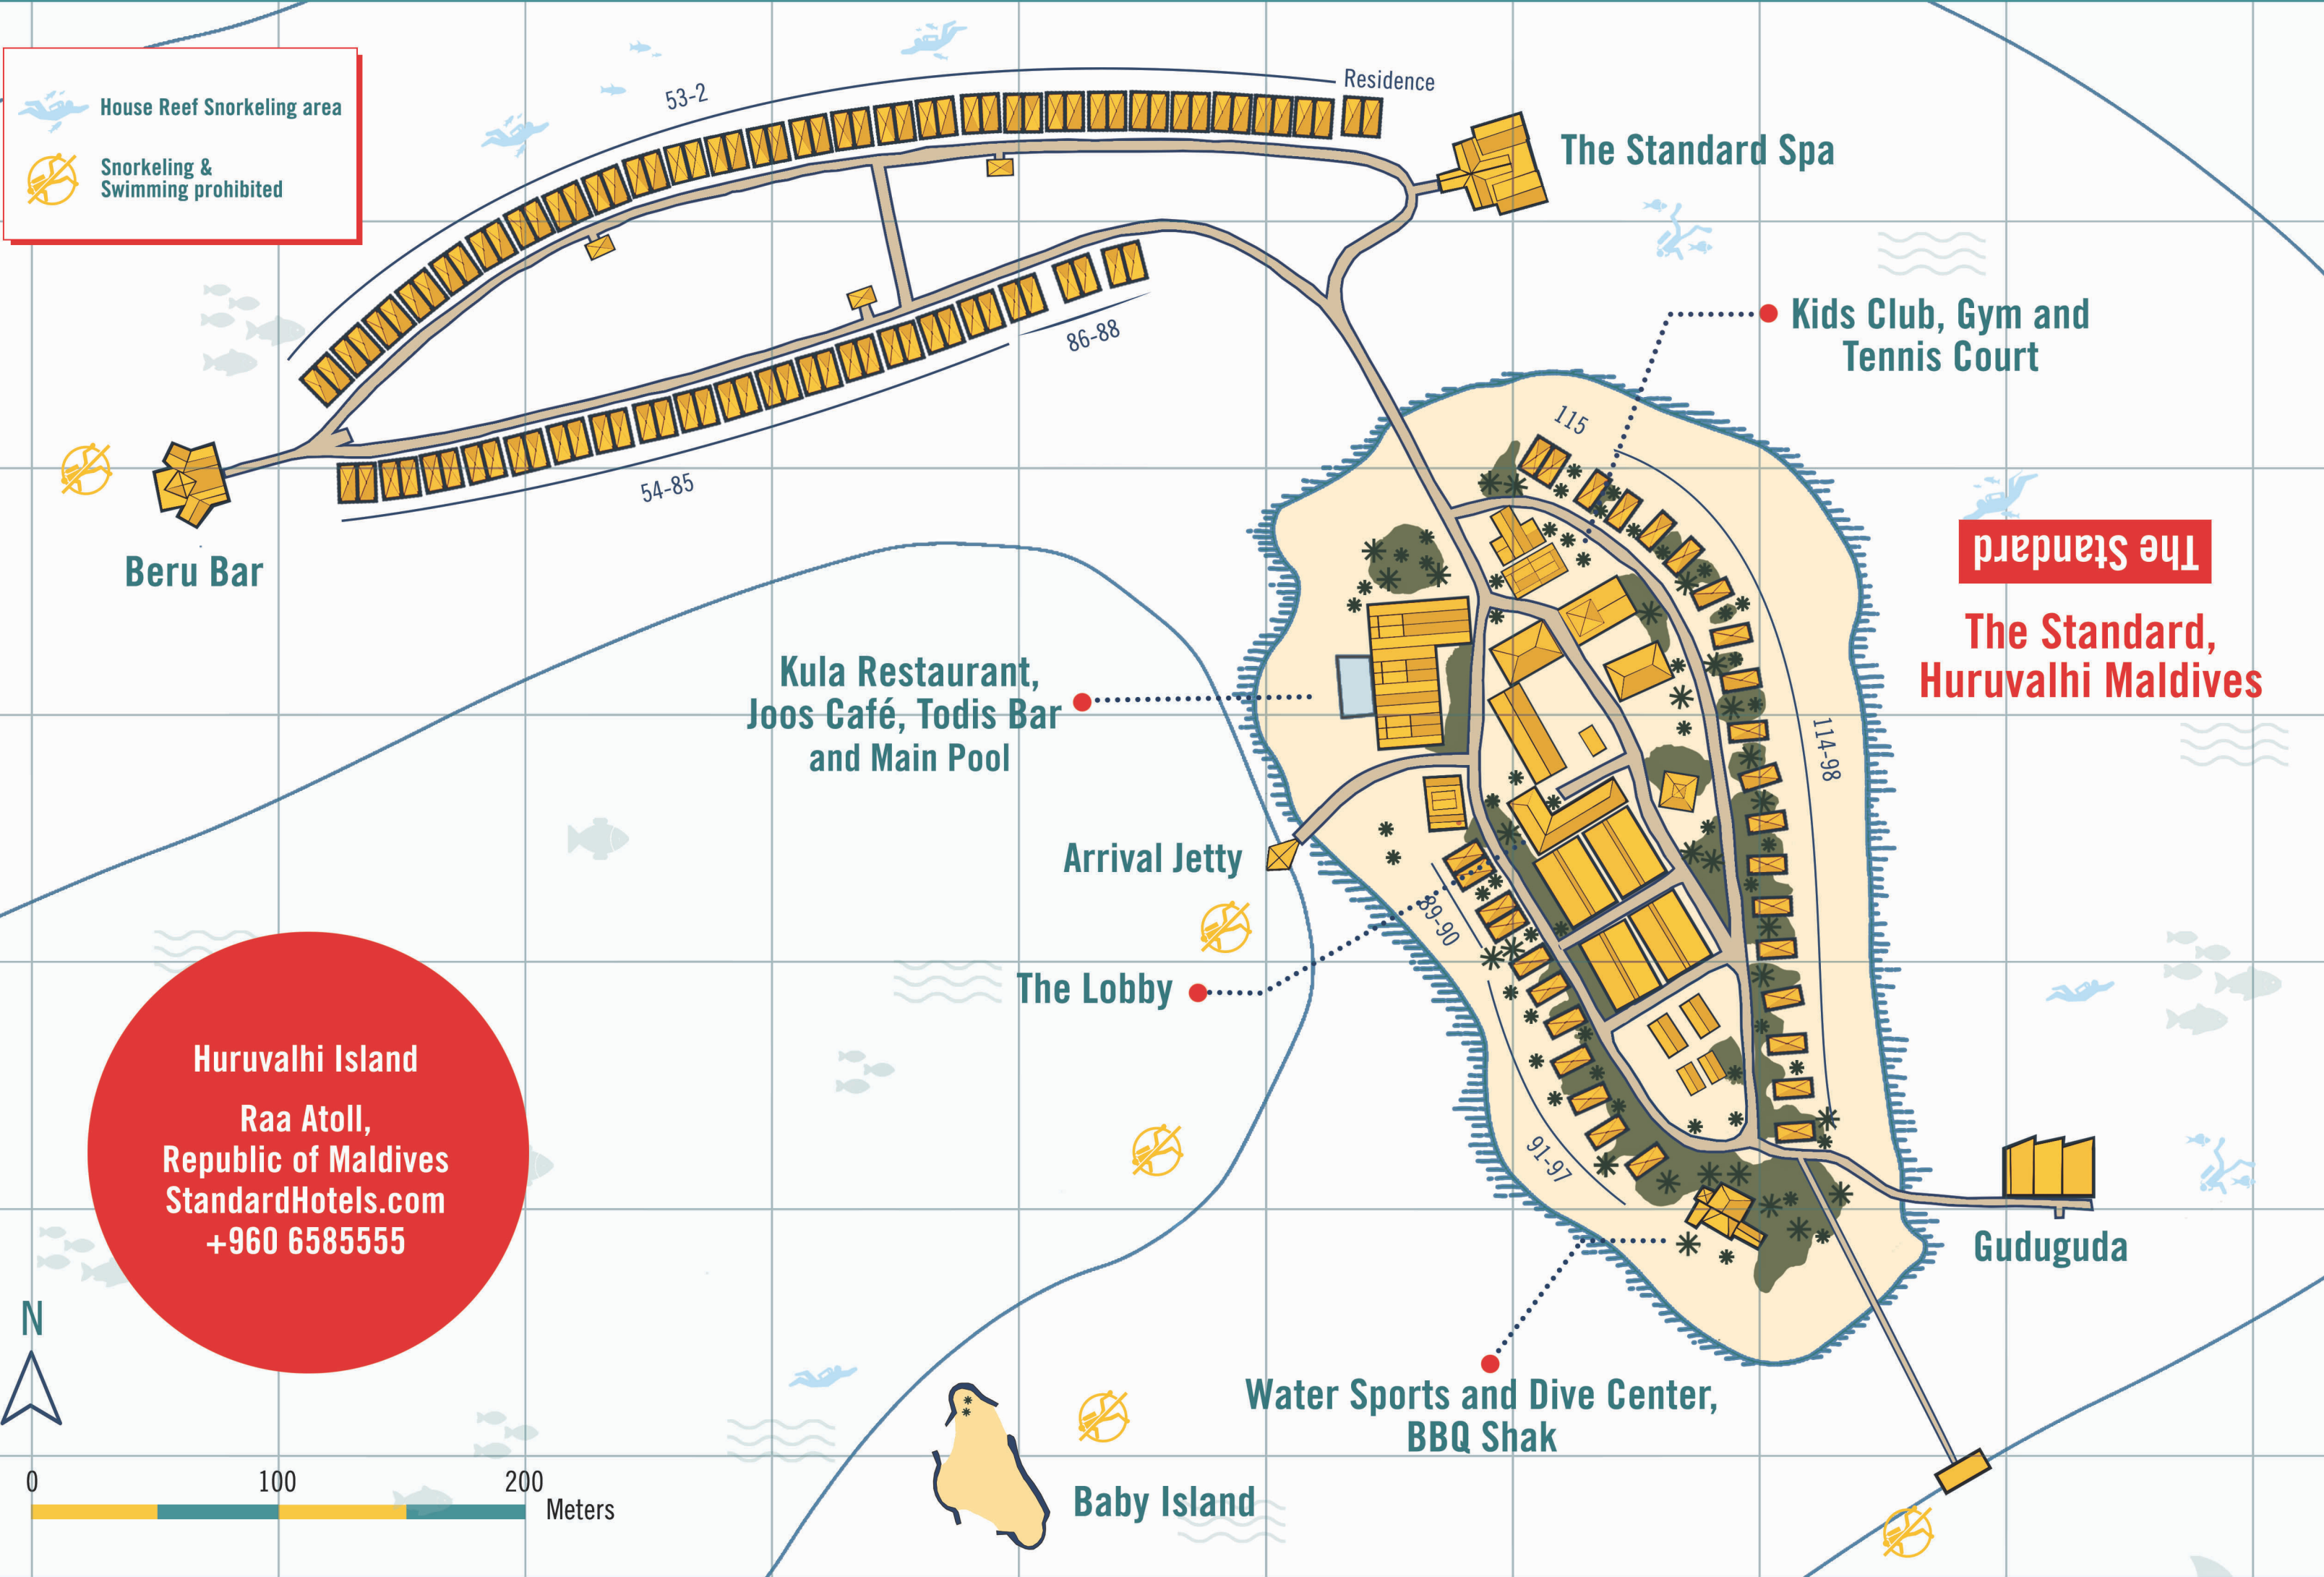 House Reef Snorkeling area
Snorkeling &
Swimming prohibited
53-2
Residence
The Standard Spa
Kids Club, Gym and
Tennis Court
86-88
54-85
115
Beru Bar
The Standard
The Standard,
Huruvalhi Maldives
Kula Restaurant,
Joos Café, Todis Bar
and Main Pool
114-98
Arrival Jetty
89-90
The Lobby
Huruvalhi Island
Raa Atoll,
Republic of Maldives
StandardHotels.com
+960 6585555
91-97
Guduguda
N
Water Sports and Dive Center,
BBQ Shak
Baby Island
0 100 200
Meters